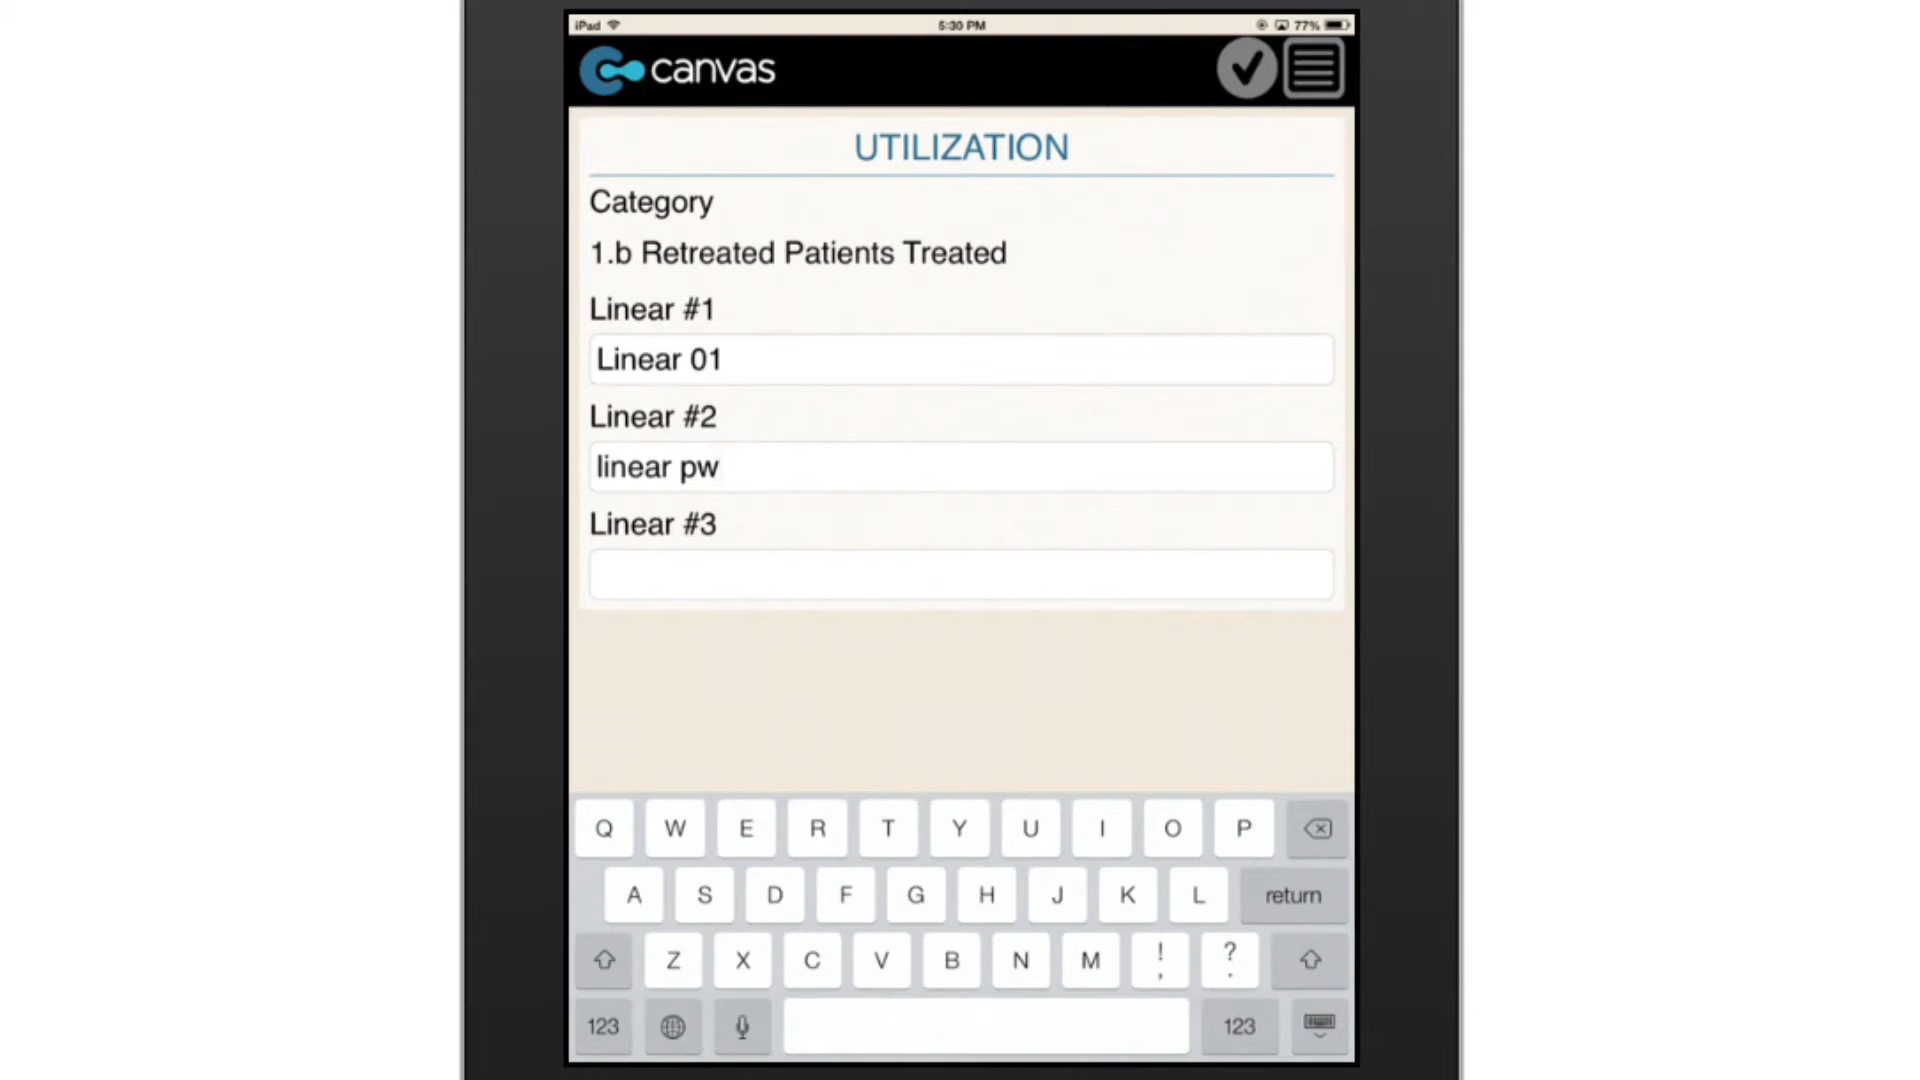 iPad 5:30 PM 77%
canvas
UTILIZATION
Category
1.b Retreated Patients Treated
Linear #1
Linear 01
Linear #2
linear pw
Linear #3
Q W E R T Y U I O P
A S D F G H J K L return
Z X C V B N M ! , ? .
123 123